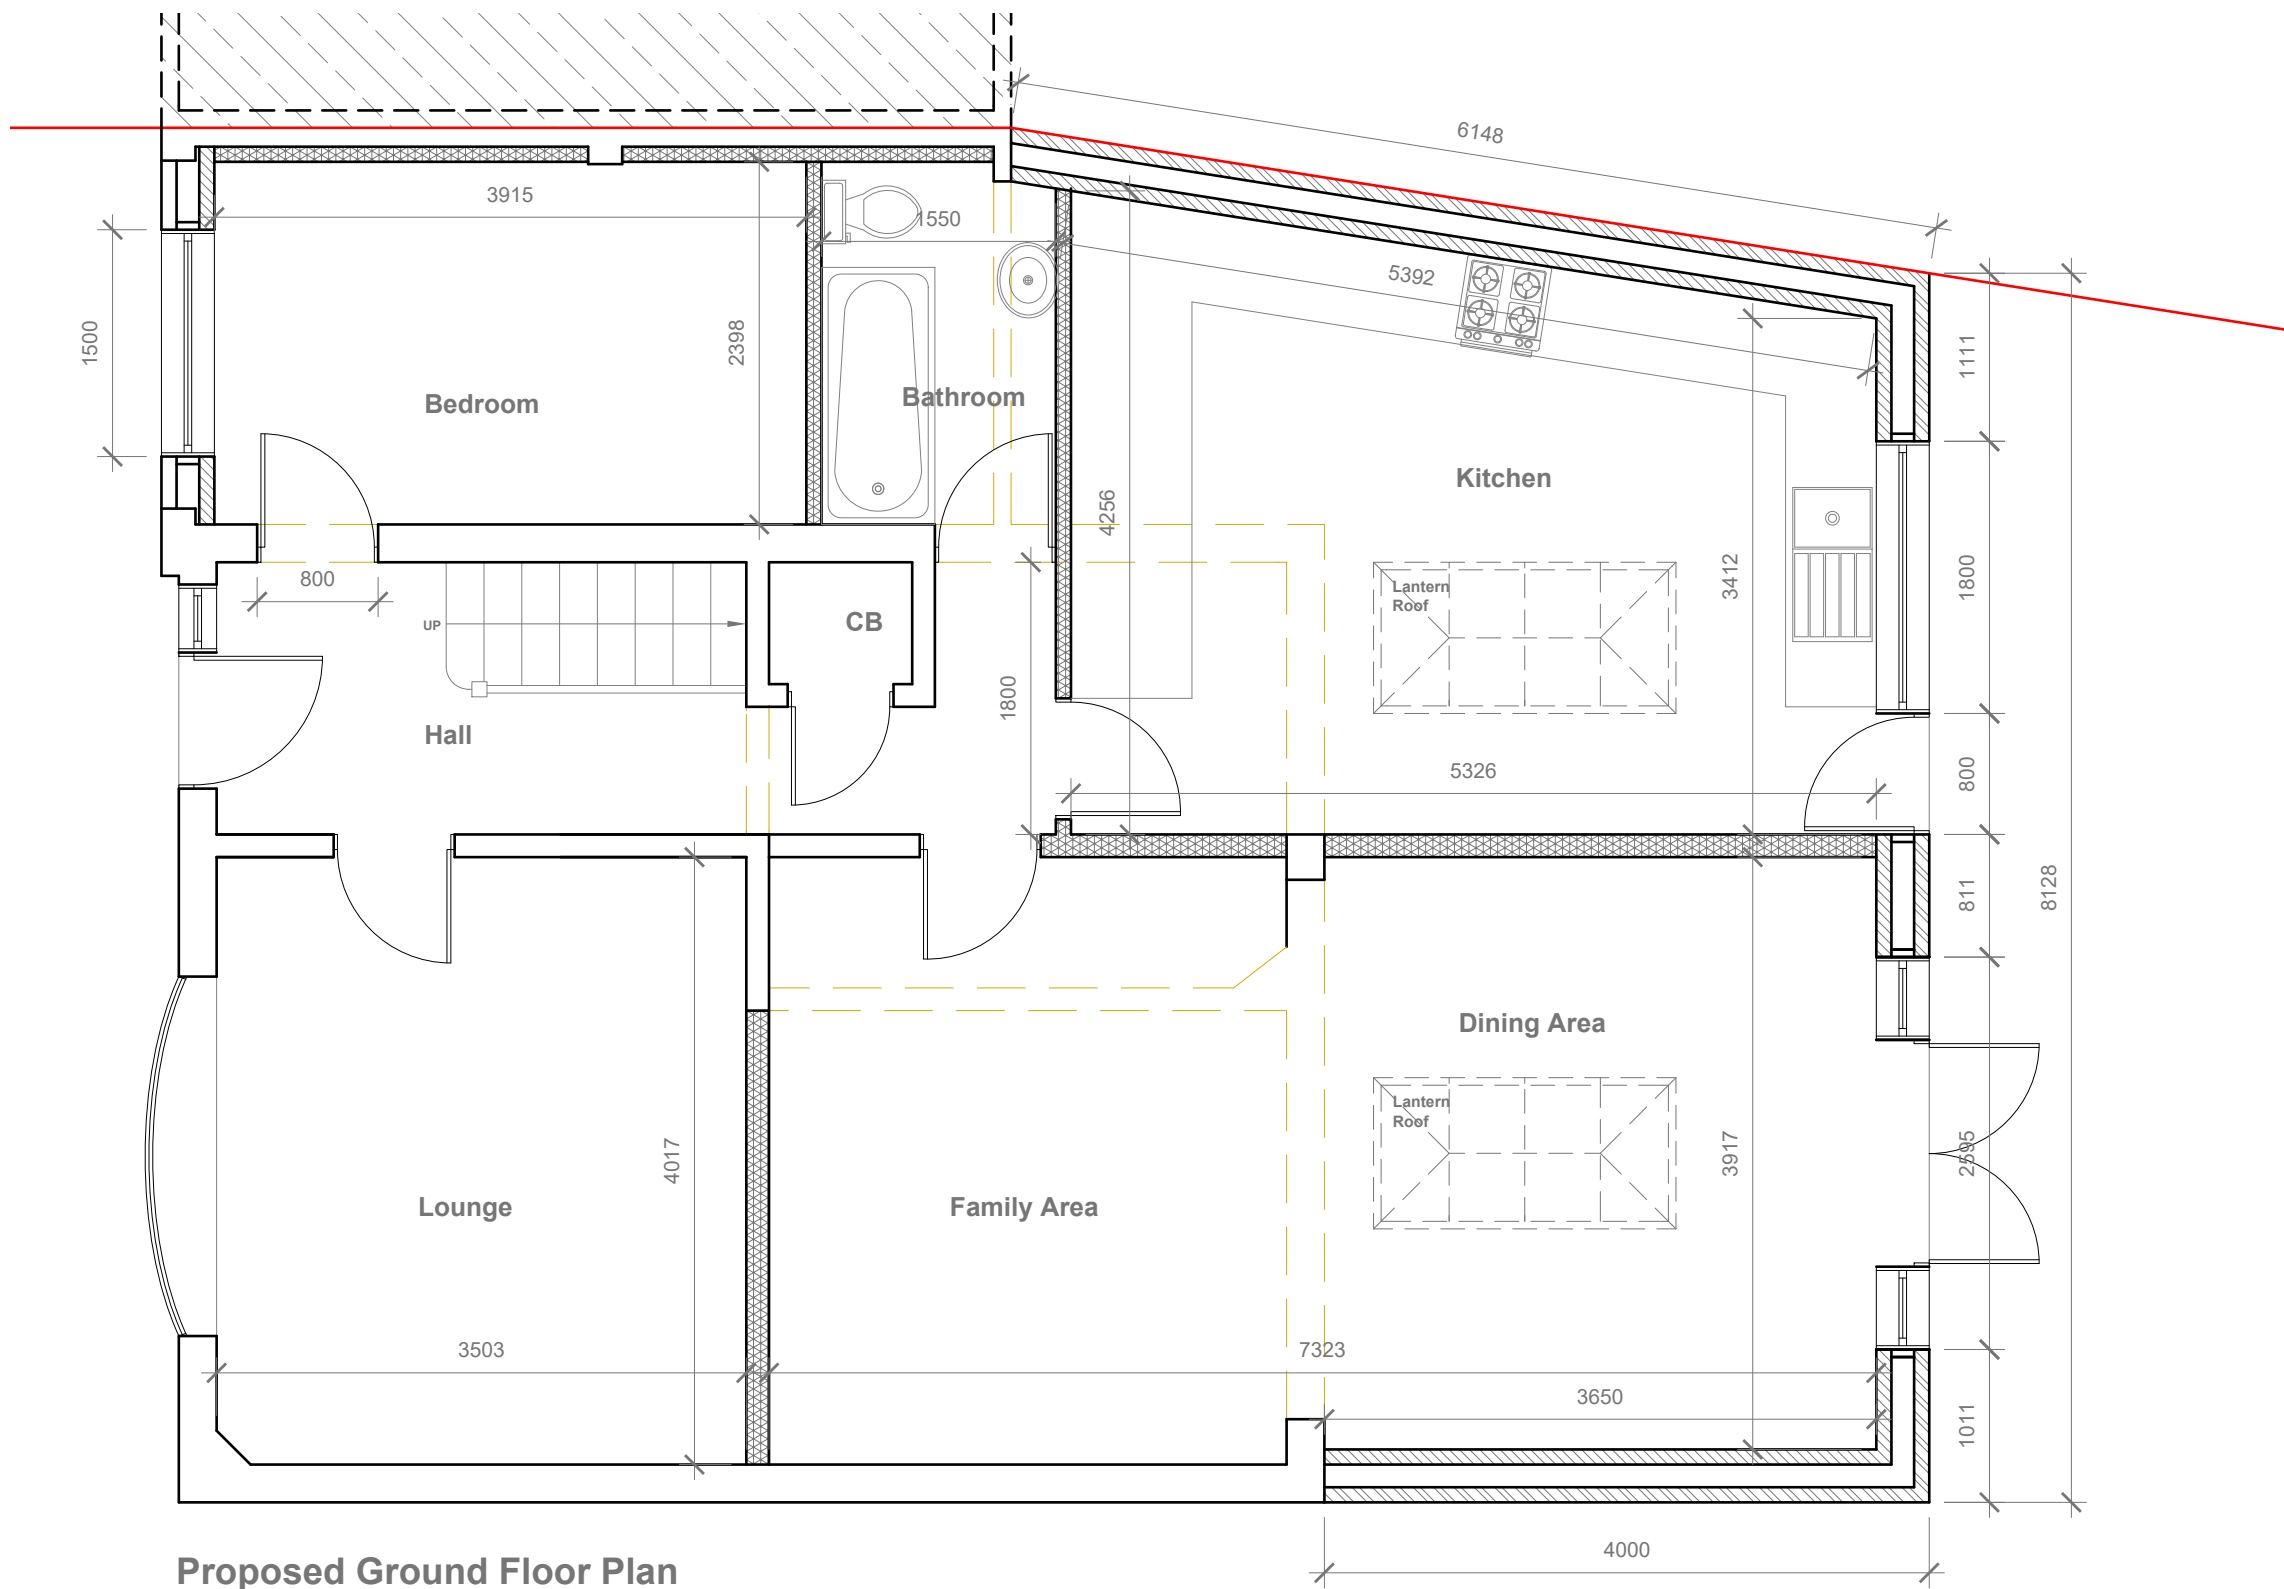 6148
3915
1550
5392
1500
2398
1111
Bedroom
Bathroom
Kitchen
4256
800
Lantern
Roof
3412
1800
UP
CB
1800
Hall
5326
800
811
8128
Dining Area
Lantern
Roof
4017
3917
2595
Lounge
Family Area
3503
7323
3650
1011
4000
Proposed Ground Floor Plan